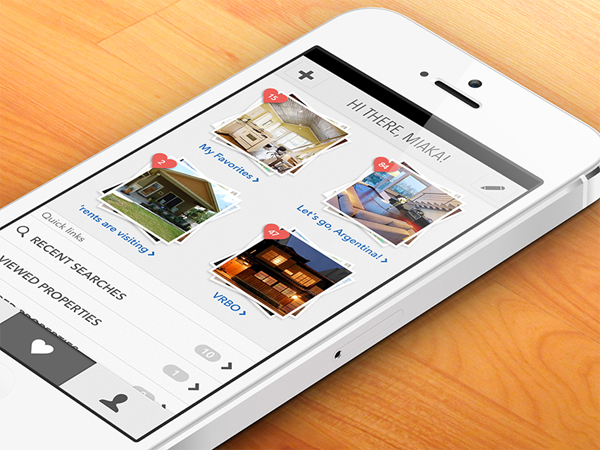 HI THERE, MIAKA!
15
My Favorites >
84
Let's go, Argentina! >
2
'rents are visiting >
47
VRBO >
Quick links
RECENT SEARCHES
10
VIEWED PROPERTIES
1